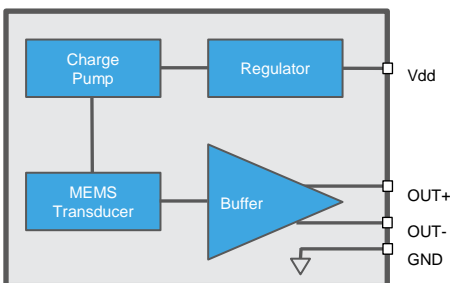 Charge
Pump
Regulator
Vdd
MEMS
Transducer
Buffer
OUT+
OUT-
GND